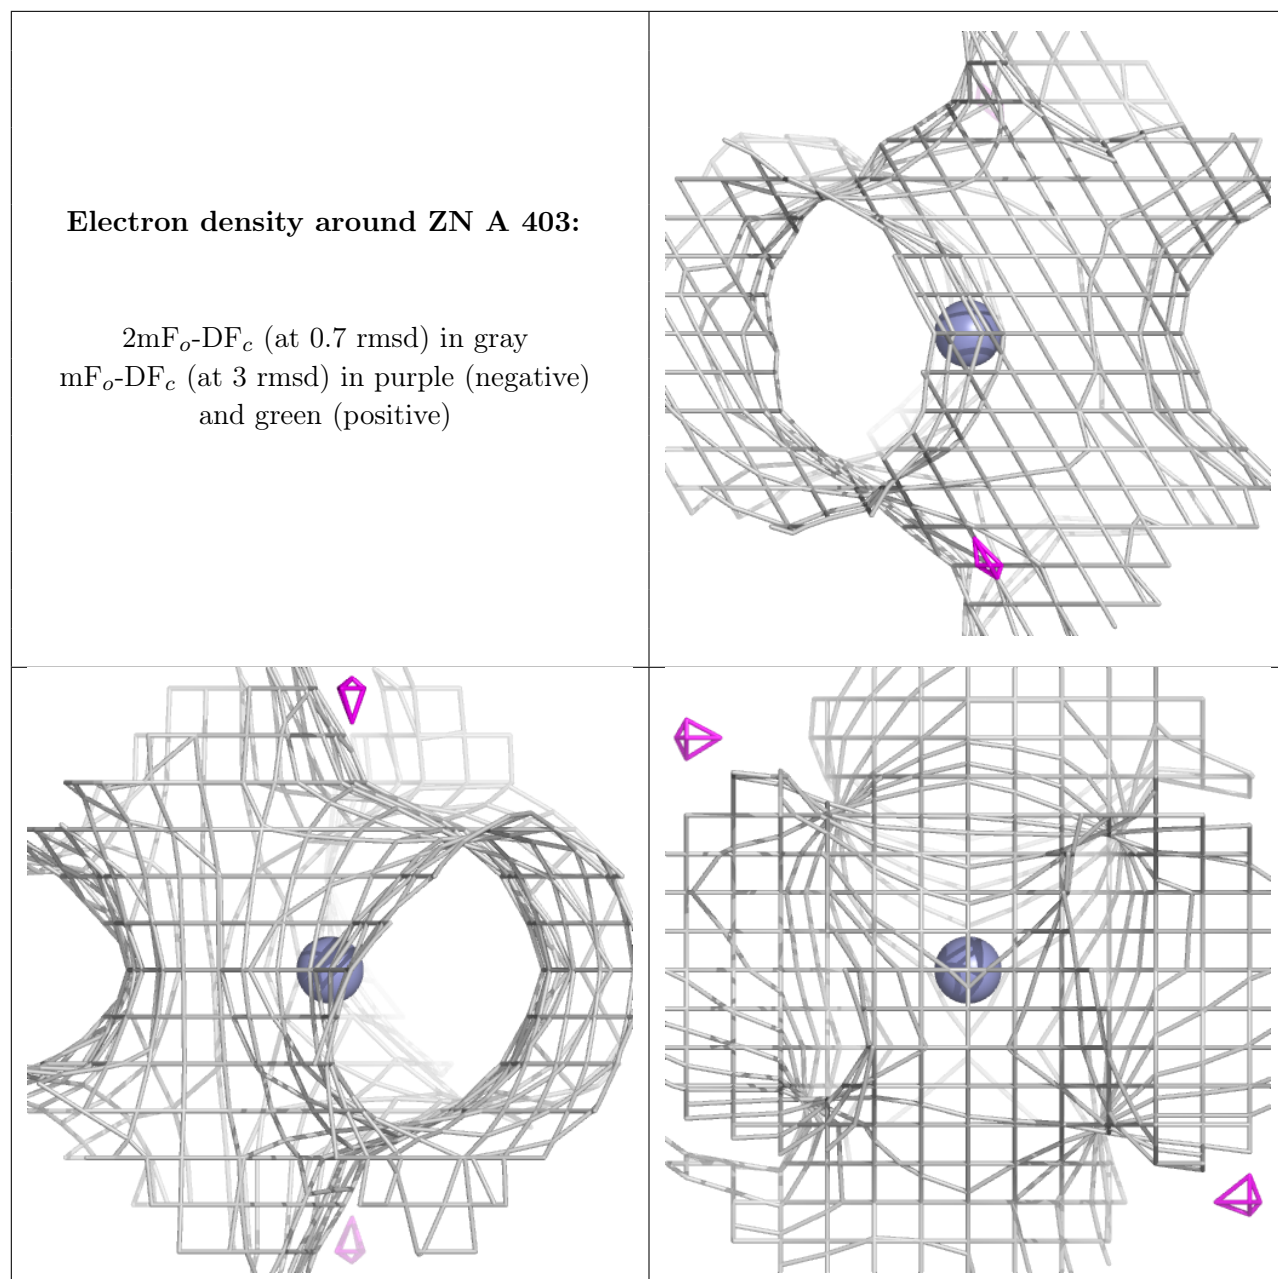 Electron density around ZN A 403:
2mFo-DFc (at 0.7 rmsd) in gray
mFo-DFc (at 3 rmsd) in purple (negative)
and green (positive)